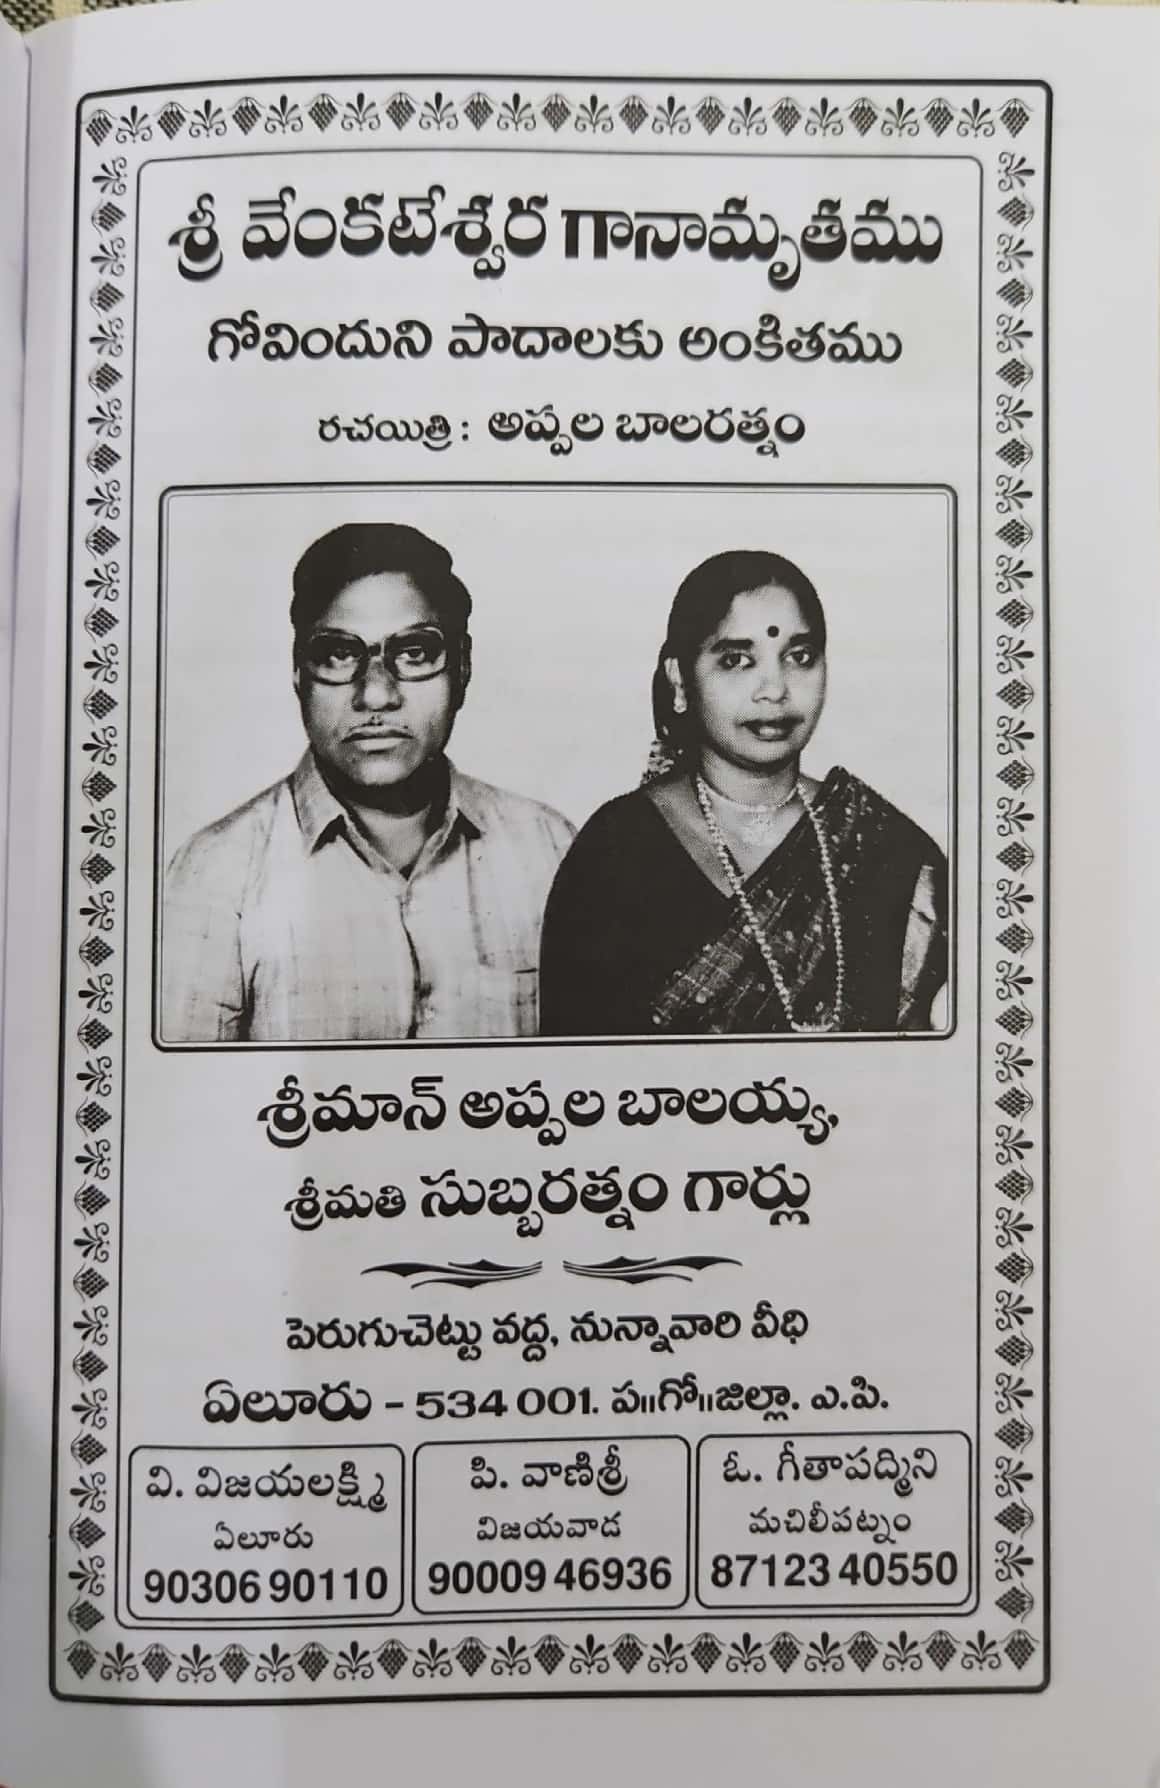 శ్రీ వేంకటేశ్వర గానామృతము
గోవిందుని పాదాలకు అంకితము
రచయిత్రి : అప్పల బాలరత్నం
శ్రీమాన్ అప్పల బాలయ్య,
శ్రీమతి సుబ్బరత్నం గార్లు
పెరుగుచెట్టు వద్ద, నున్నావారి వీధి
ఏలూరు - 534 001. ప॥గో॥జిల్లా. ఎ.పి.
వి. విజయలక్ష్మి
ఏలూరు
90306 90110
పి. వాణిశ్రీ
విజయవాడ
90009 46936
ఓ. గీతాపద్మిని
మచిలీపట్నం
87123 40550